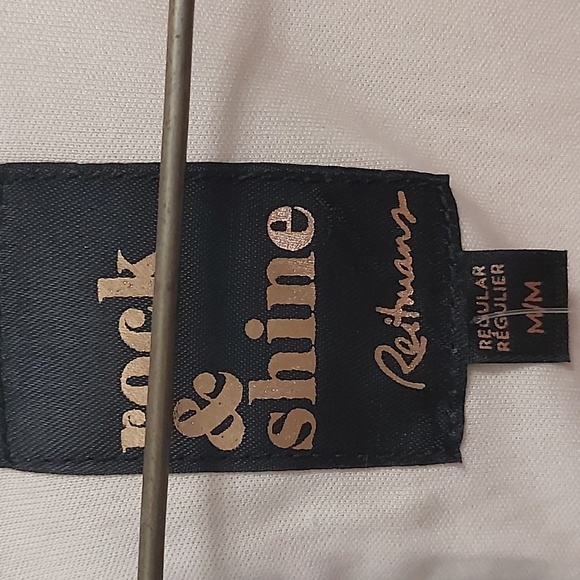 rock
&
shine
Reitmans
REGULAR
RÉGULIER
M/M